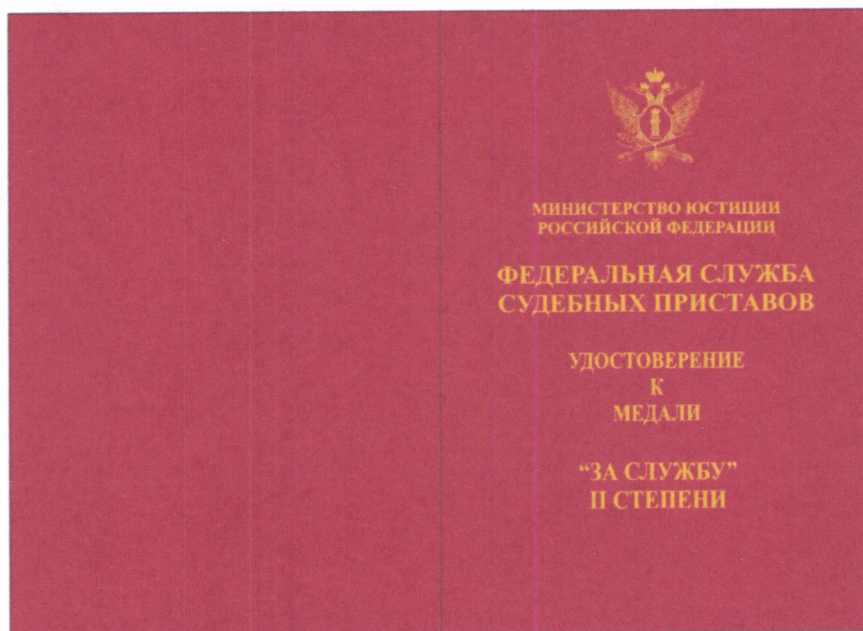 МИНИСТЕРСТВО ЮСТИЦИИ
РОССИЙСКОЙ ФЕДЕРАЦИИ
ФЕДЕРАЛЬНАЯ СЛУЖБА
СУДЕБНЫХ ПРИСТАВОВ
УДОСТОВЕРЕНИЕ
К
МЕДАЛИ
“ЗА СЛУЖБУ”
II СТЕПЕНИ